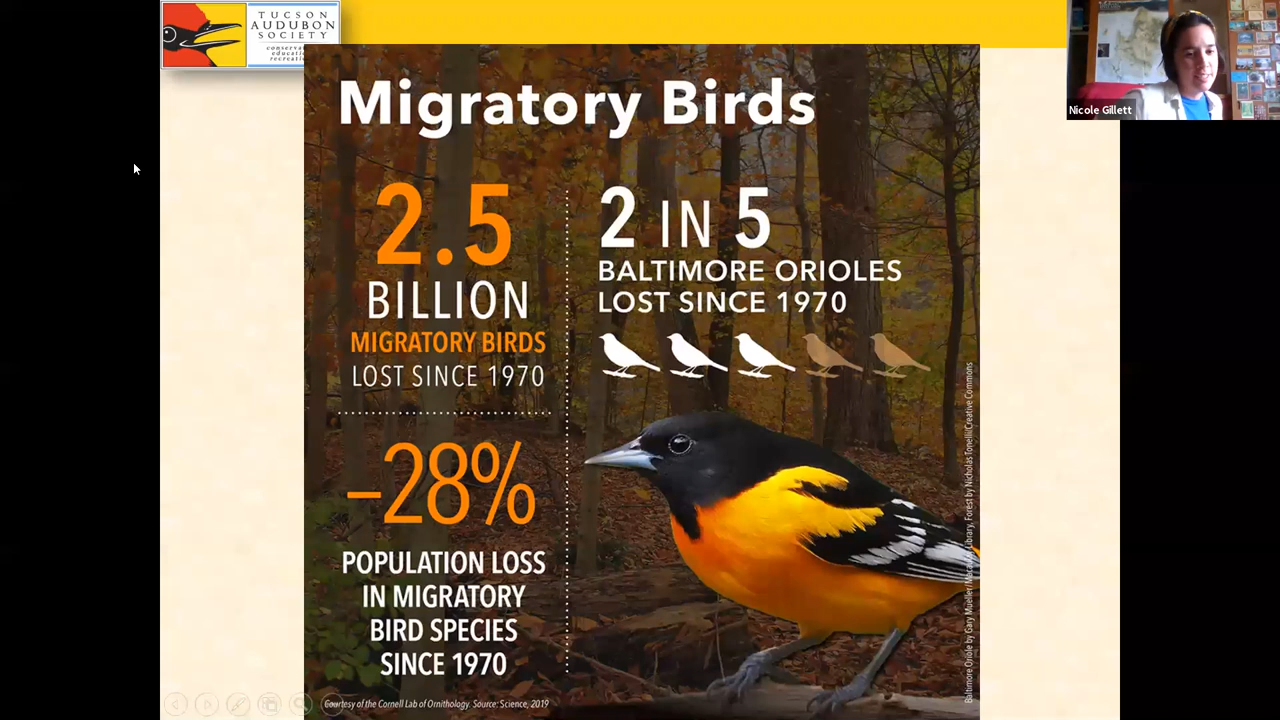 TUCSON
AUDUBON
SOCIETY
Nicole Gillett
Migratory Birds
2.5
BILLION
MIGRATORY BIRDS
LOST SINCE 1970
–28%
POPULATION LOSS
IN MIGRATORY
BIRD SPECIES
SINCE 1970
2 IN 5
BALTIMORE ORIOLES
LOST SINCE 1970
Baltimore Oriole by Gary Mueller/Macaulay Library, Forest by Nicholas Tonelli/Creative Commons
Courtesy of the Cornell Lab of Ornithology. Source: Science, 2019